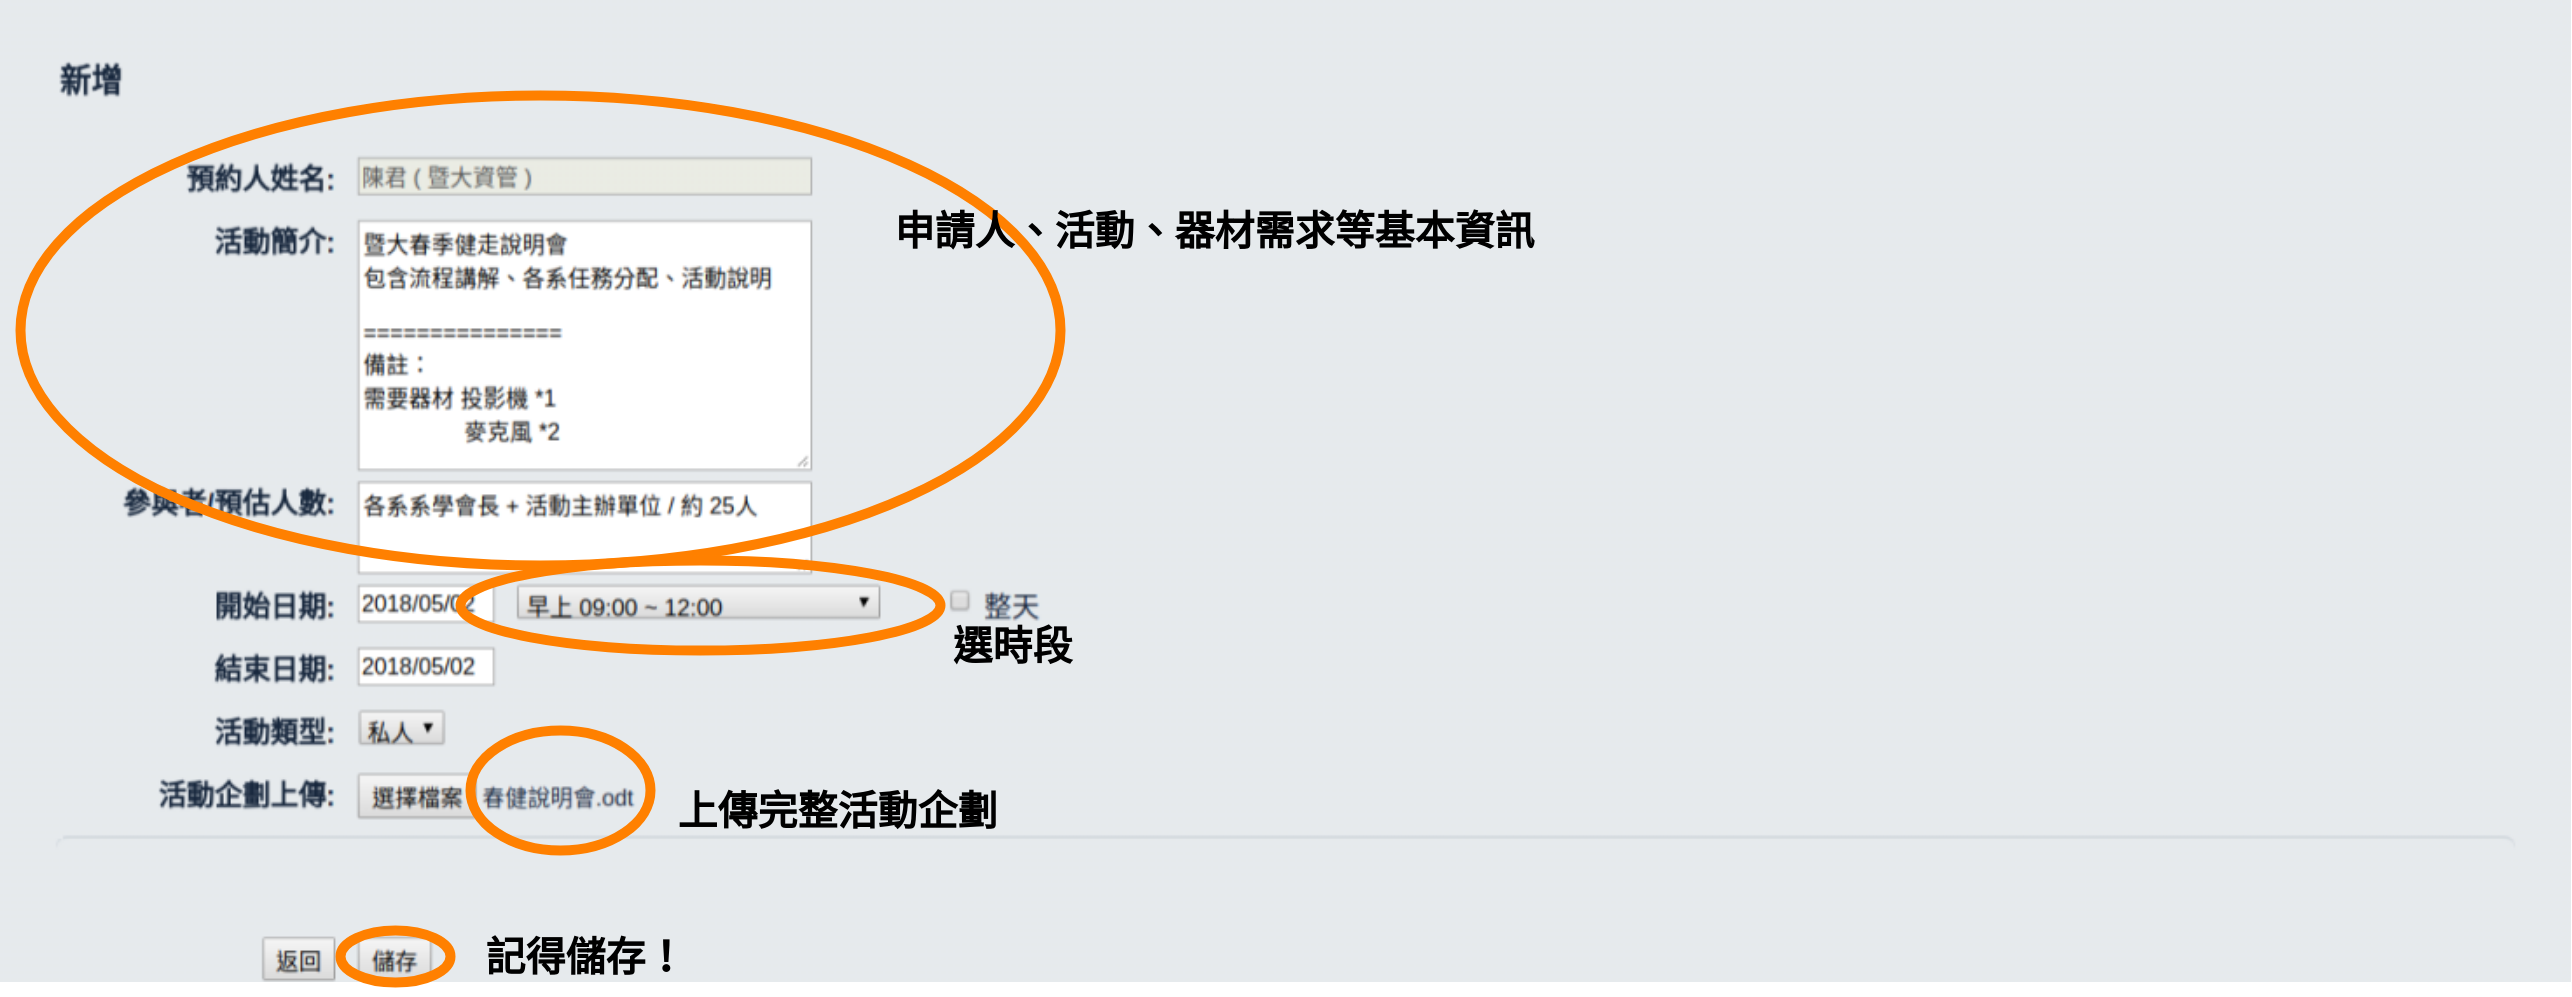 新增
預約人姓名: 陳君 ( 暨大資管 )
申請人、活動、器材需求等基本資訊
活動簡介: 暨大春季健走說明會
包含流程講解、各系任務分配、活動說明
===============
備註：
需要器材 投影機 *1
麥克風 *2
參與者/預估人數: 各系系學會長 + 活動主辦單位 / 約 25人
開始日期: 2018/05/02 早上 09:00 ~ 12:00 整天
選時段
結束日期: 2018/05/02
活動類型: 私人
活動企劃上傳: 選擇檔案 春健說明會.odt
上傳完整活動企劃
返回 儲存 記得儲存！